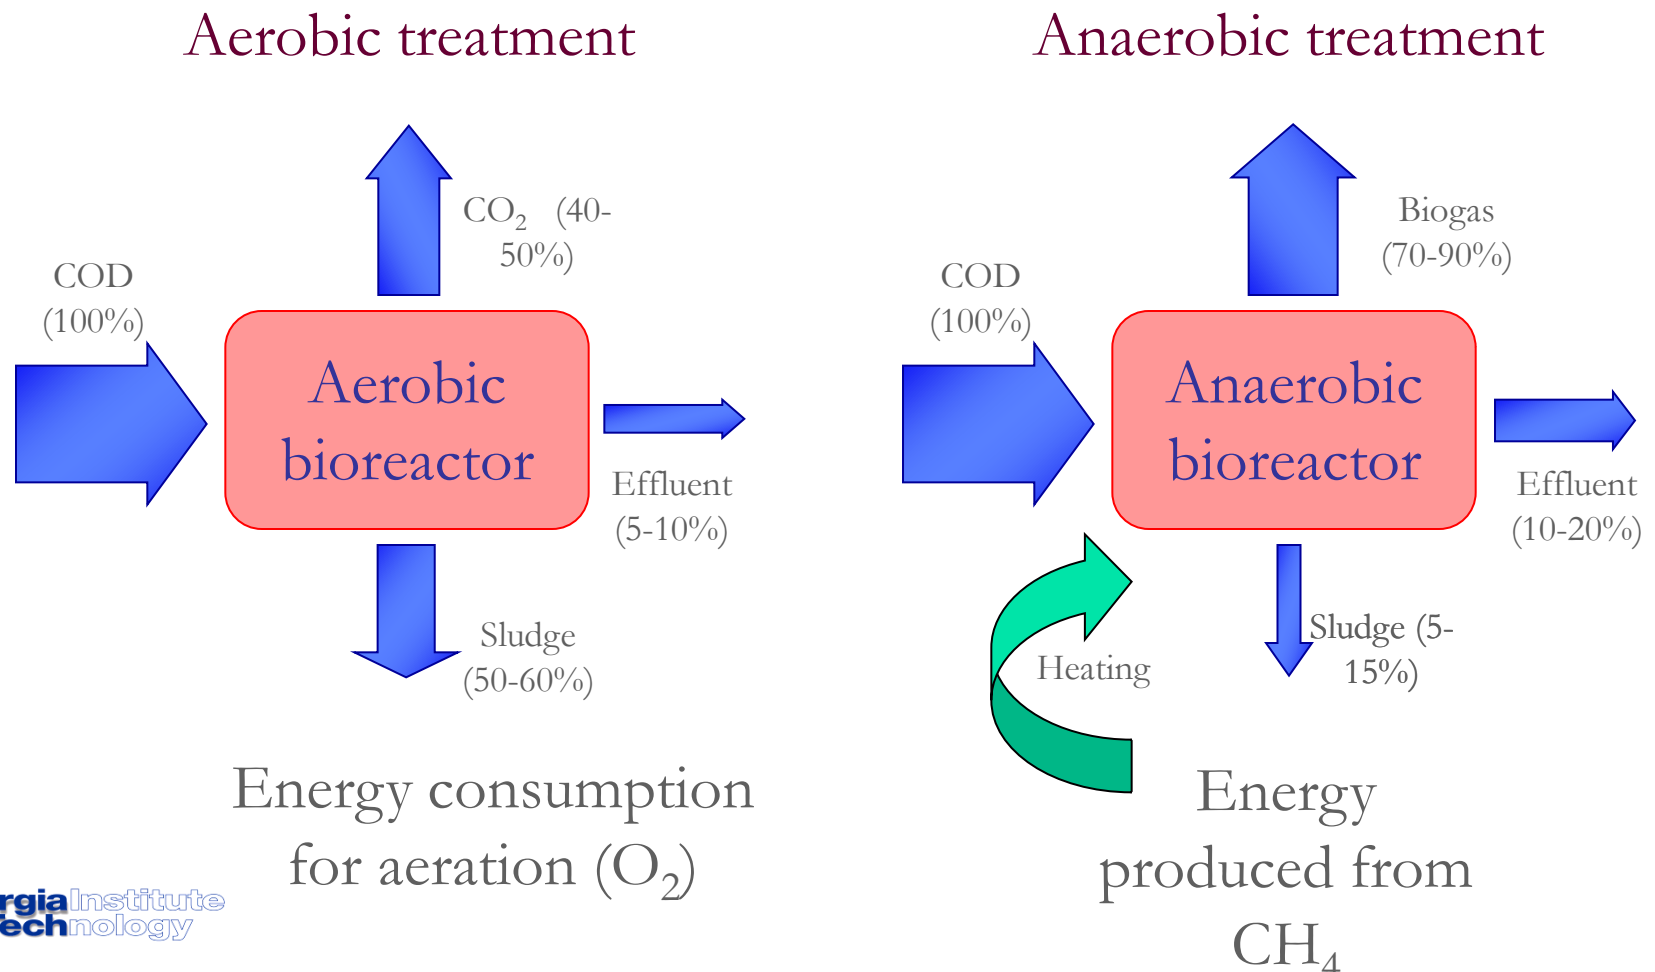 Aerobic treatment
CO₂ (40-
50%)
COD
(100%)
Aerobic
bioreactor
Effluent
(5-10%)
Sludge
(50-60%)
Energy consumption
for aeration (O₂)
Anaerobic treatment
Biogas
(70-90%)
COD
(100%)
Anaerobic
bioreactor
Effluent
(10-20%)
Sludge (5-
15%)
Heating
Energy
produced from
CH₄
rgiaInstitute
echnology